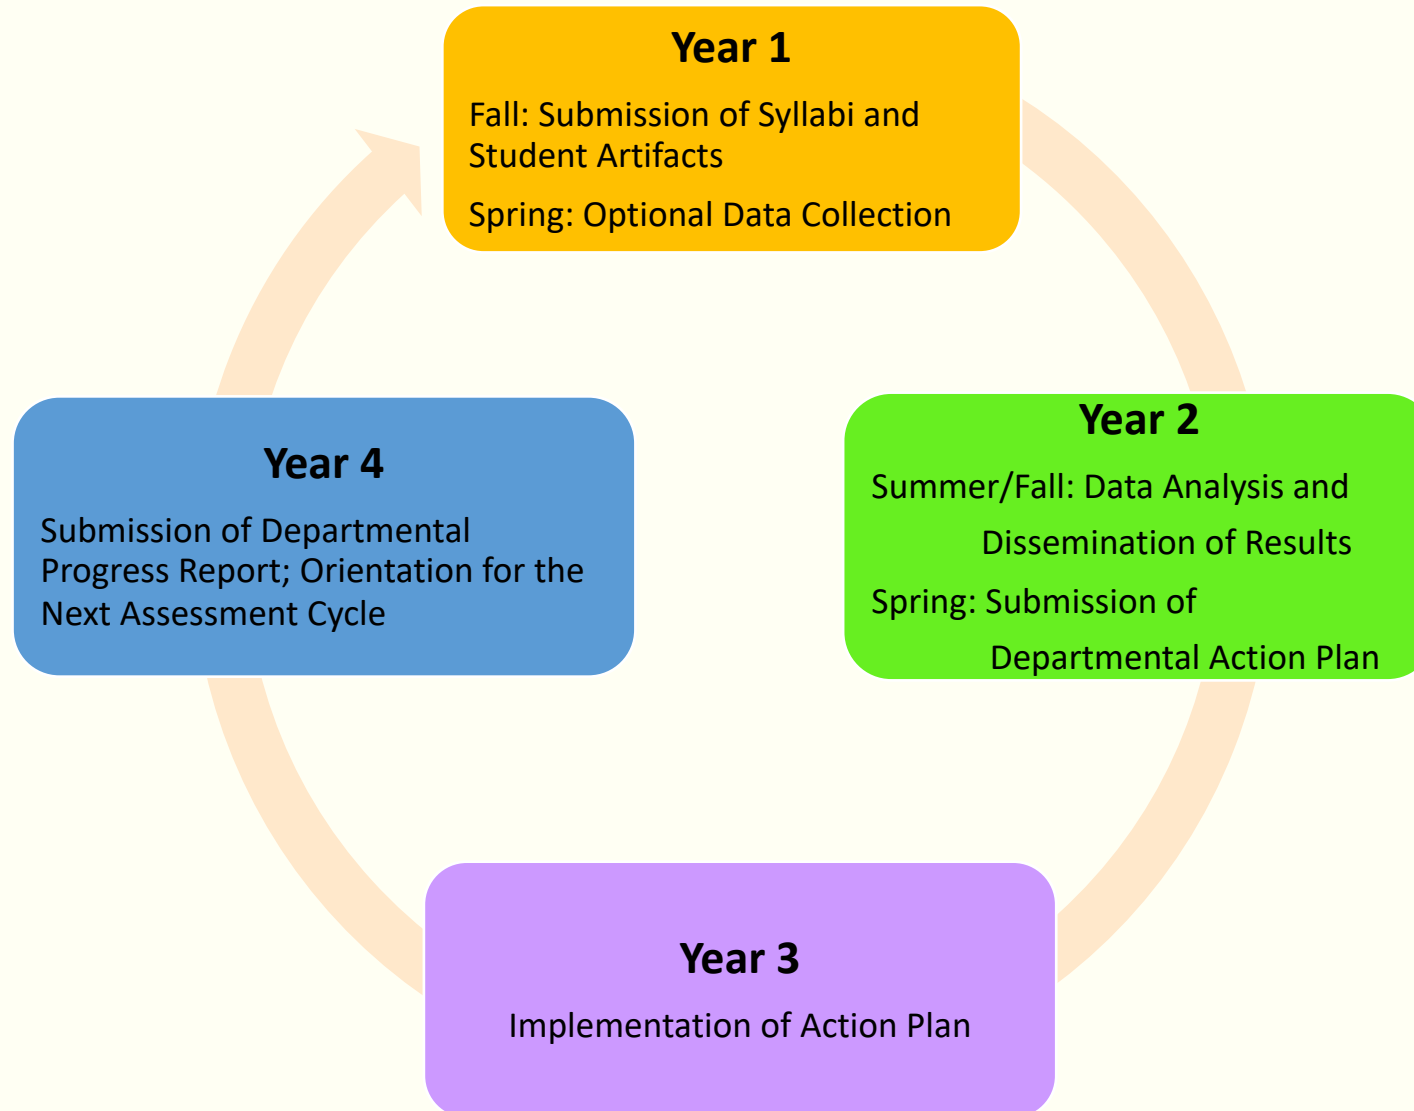 Year 1
Fall: Submission of Syllabi and
Student Artifacts
Spring: Optional Data Collection
Year 2
Summer/Fall: Data Analysis and
Dissemination of Results
Spring: Submission of
Departmental Action Plan
Year 3
Implementation of Action Plan
Year 4
Submission of Departmental
Progress Report; Orientation for the
Next Assessment Cycle